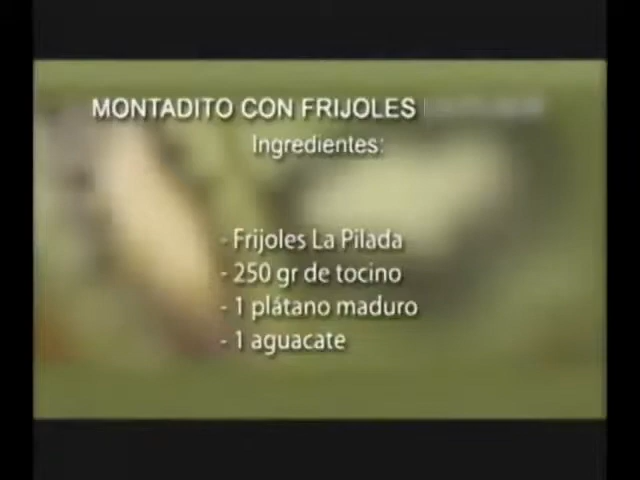 MONTADITO CON FRIJOLES
Ingredientes:
- Frijoles La Pilada
- 250 gr de tocino
- 1 plátano maduro
- 1 aguacate